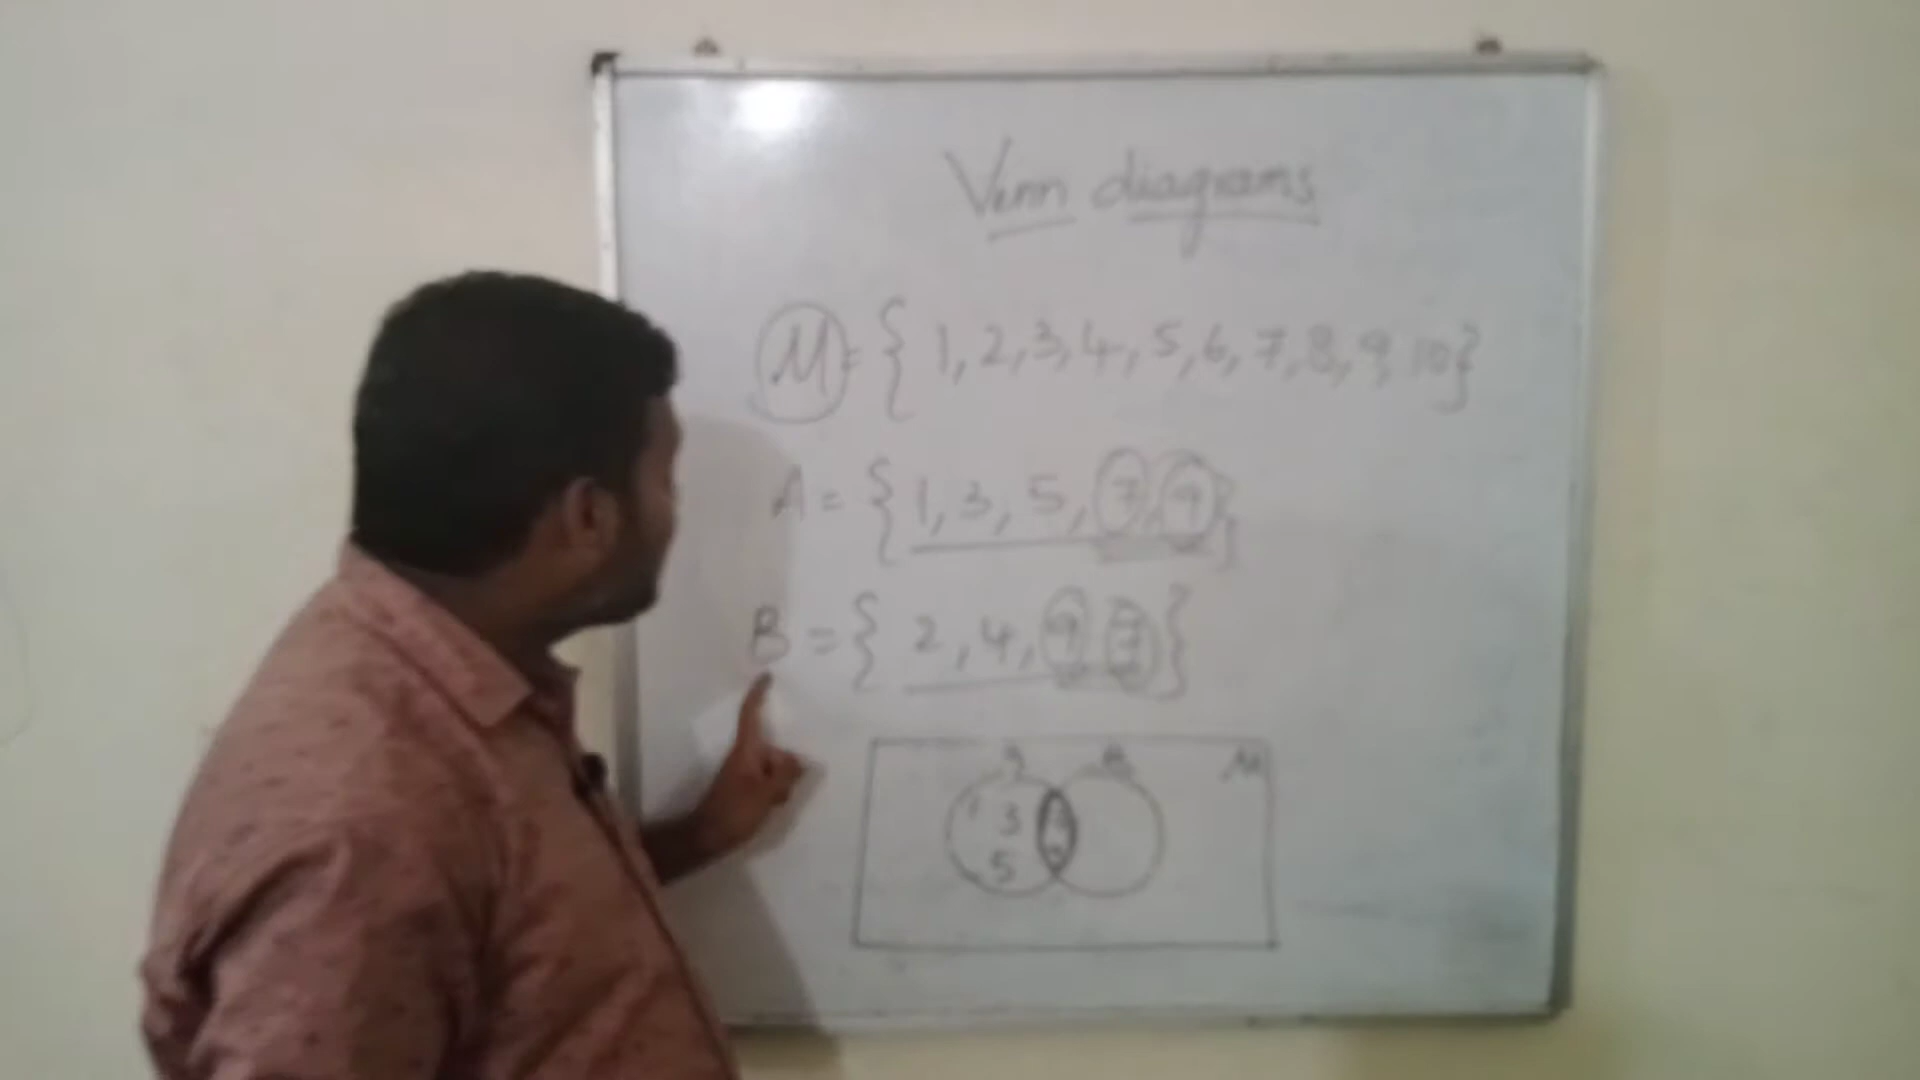 Venn diagrams
M = { 1, 2, 3, 4, 5, 6, 7, 8, 9, 10}
A = { 1, 3, 5, 7, 9}
B = { 2, 4, 9, 7 }
A B M
1 3
5